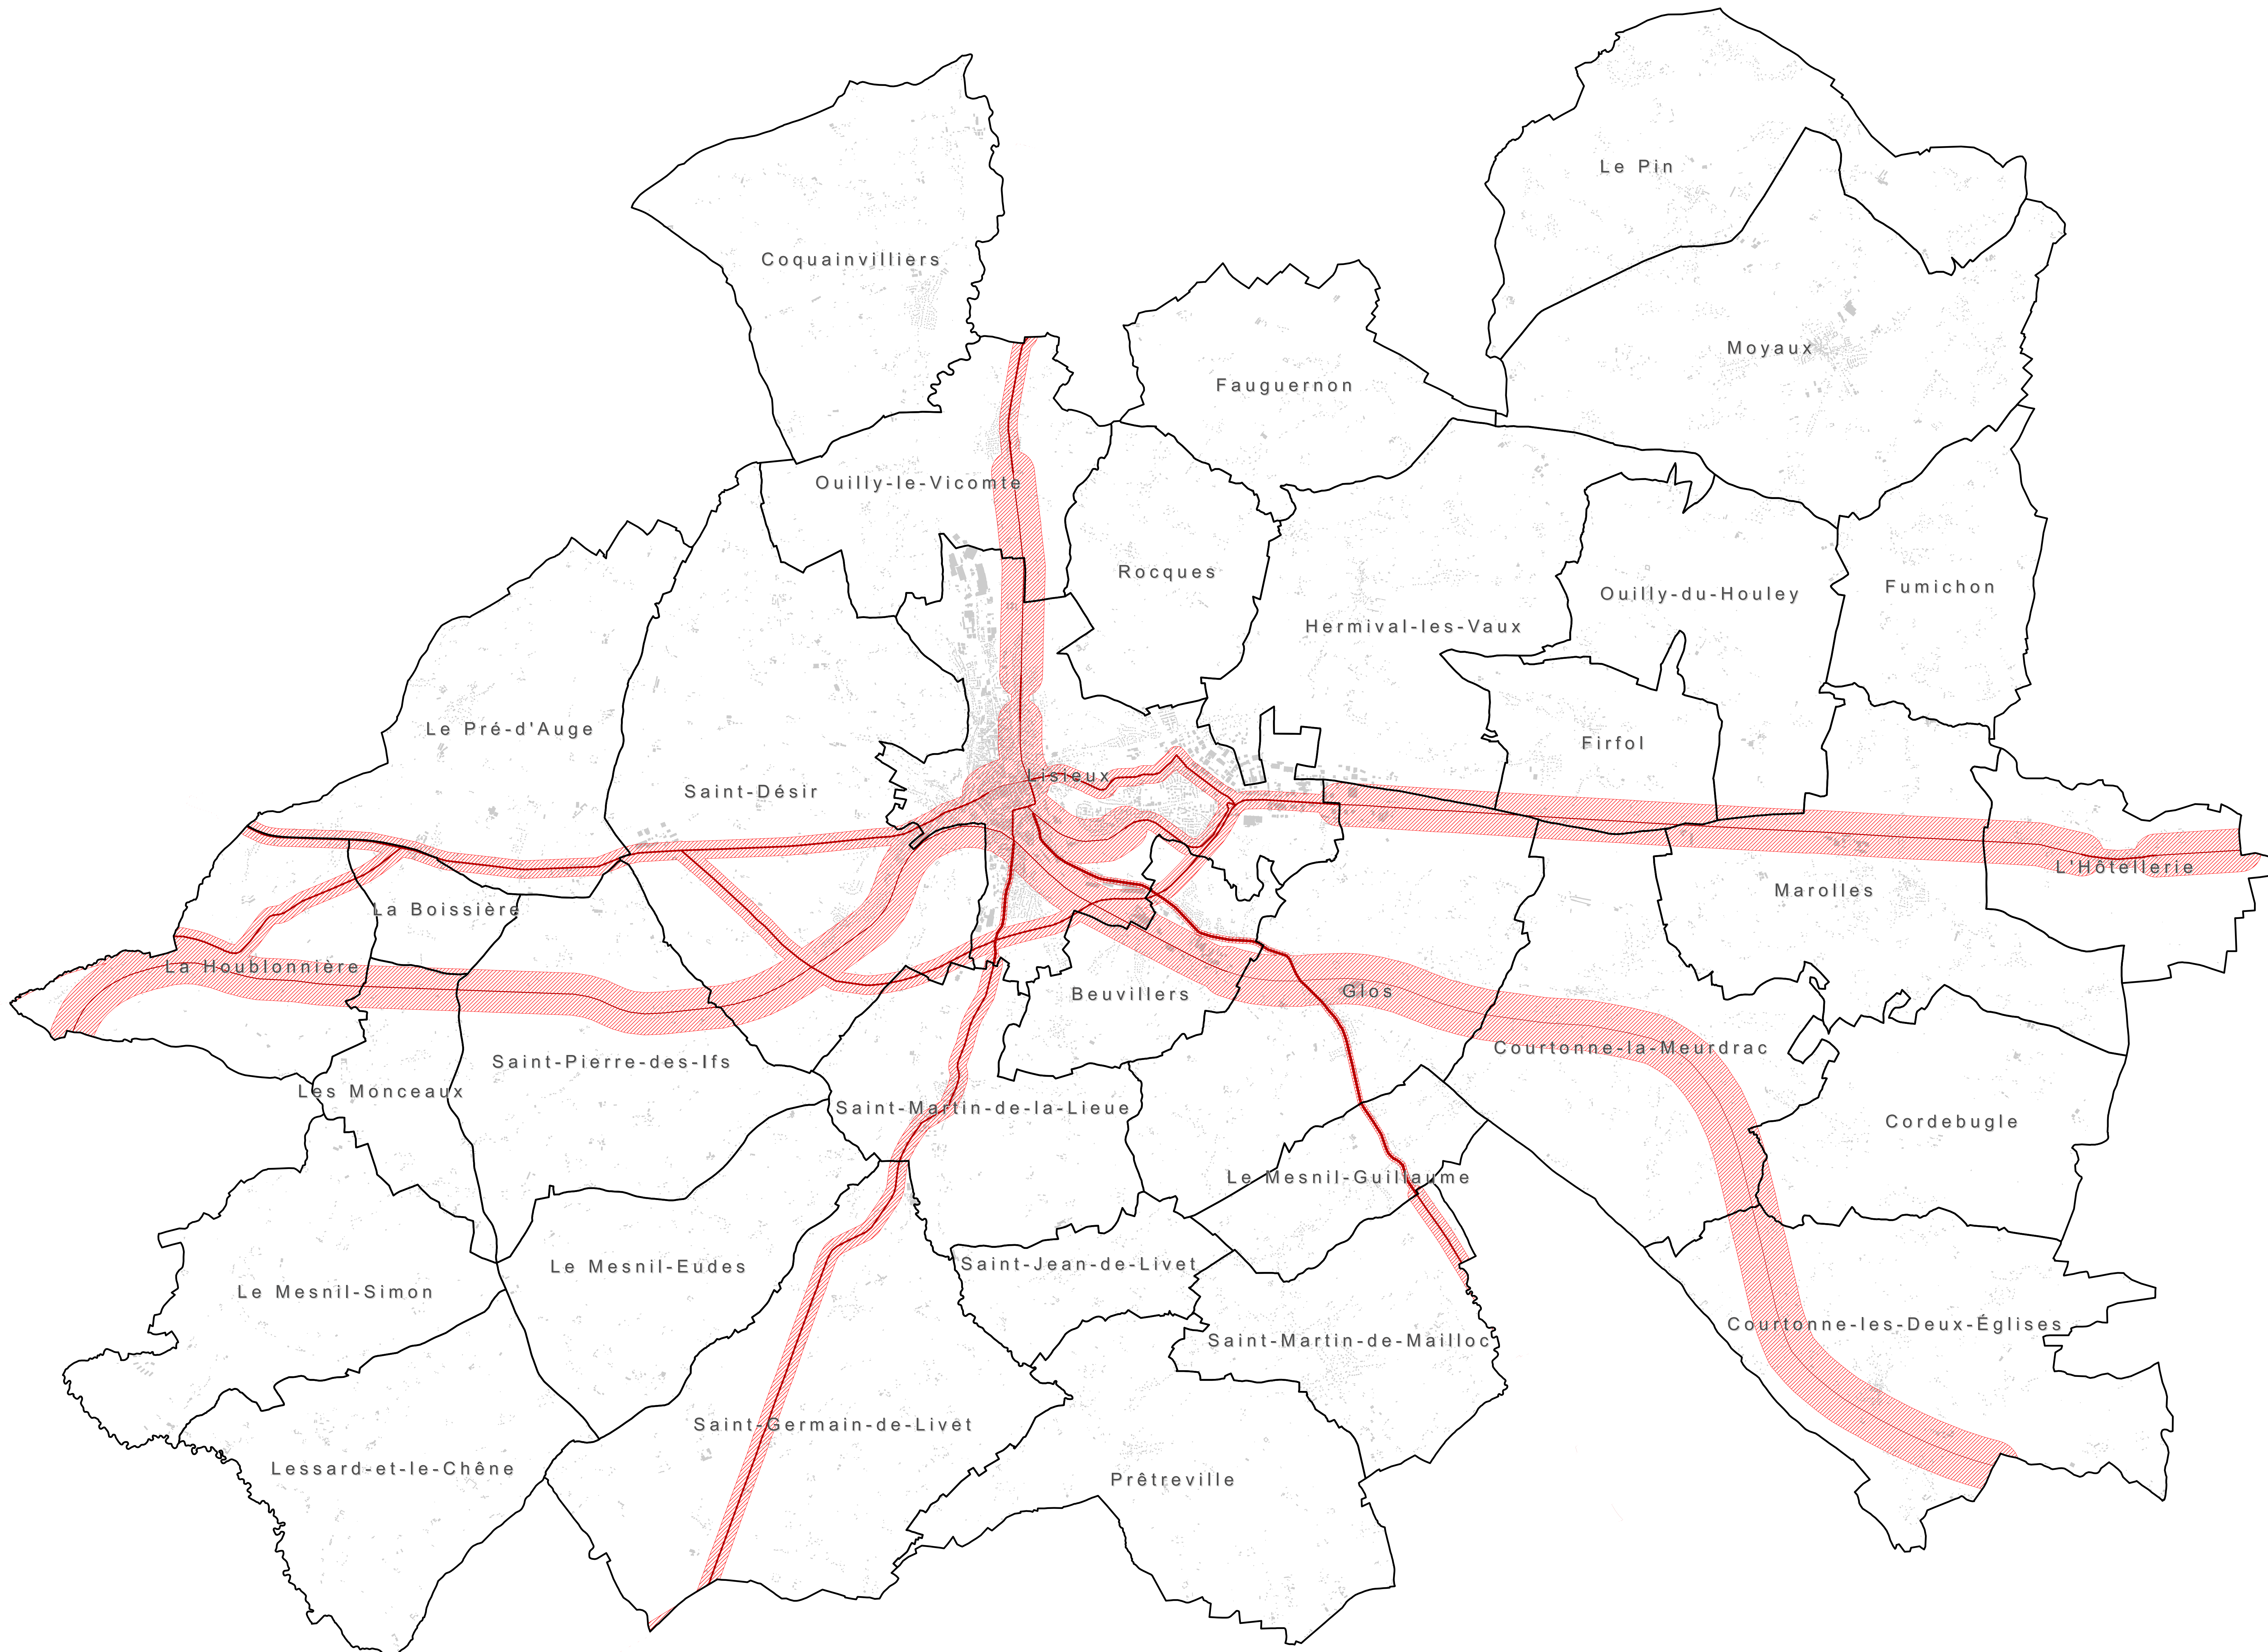 Le Pin
Coquainvilliers
Moyaux
Fauguernon
Ouilly-le-Vicomte
Rocques
Fumichon
Ouilly-du-Houley
Hermival-les-Vaux
Le Pré-d'Auge
Firfol
Lisieux
Saint-Désir
L'Hôtellerie
Marolles
La Boissière
La Houblonnière
Glos
Beuvillers
Courtonne-la-Meurdrac
Saint-Pierre-des-Ifs
Les Monceaux
Saint-Martin-de-la-Lieue
Cordebugle
Le Mesnil-Guillaume
Saint-Jean-de-Livet
Le Mesnil-Eudes
Le Mesnil-Simon
Courtonne-les-Deux-Églises
Saint-Martin-de-Mailloc
Saint-Germain-de-Livet
Lessard-et-le-Chêne
Prêtreville